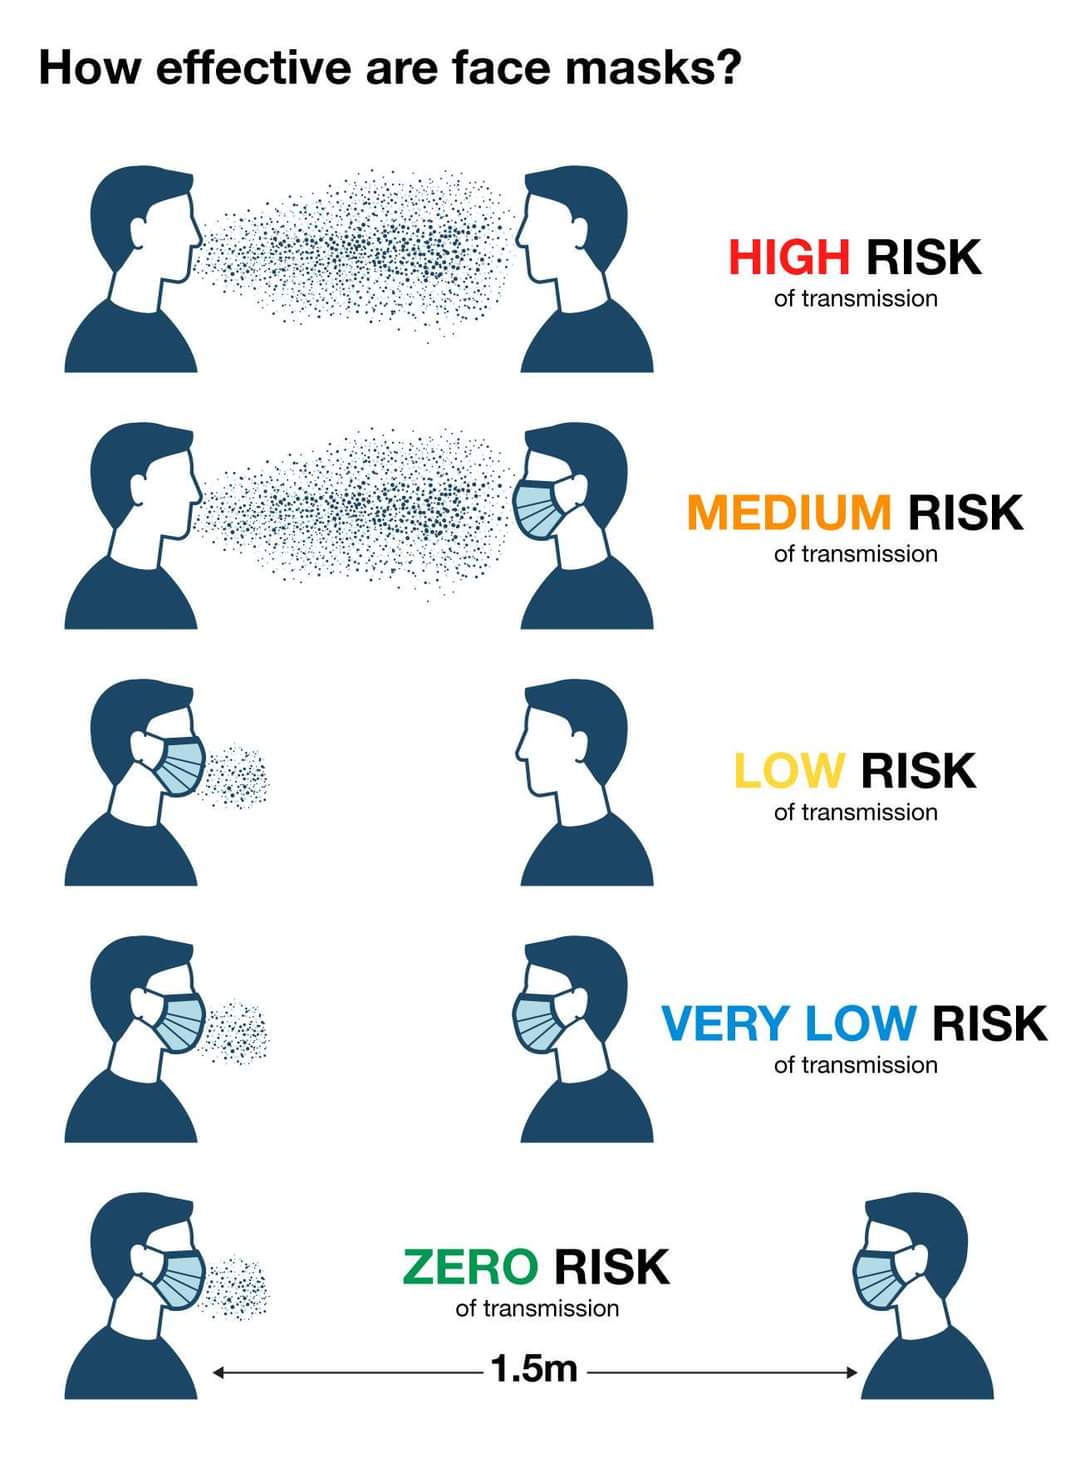 How effective are face masks?
HIGH RISK
of transmission
MEDIUM RISK
of transmission
LOW RISK
of transmission
VERY LOW RISK
of transmission
ZERO RISK
of transmission
1.5m